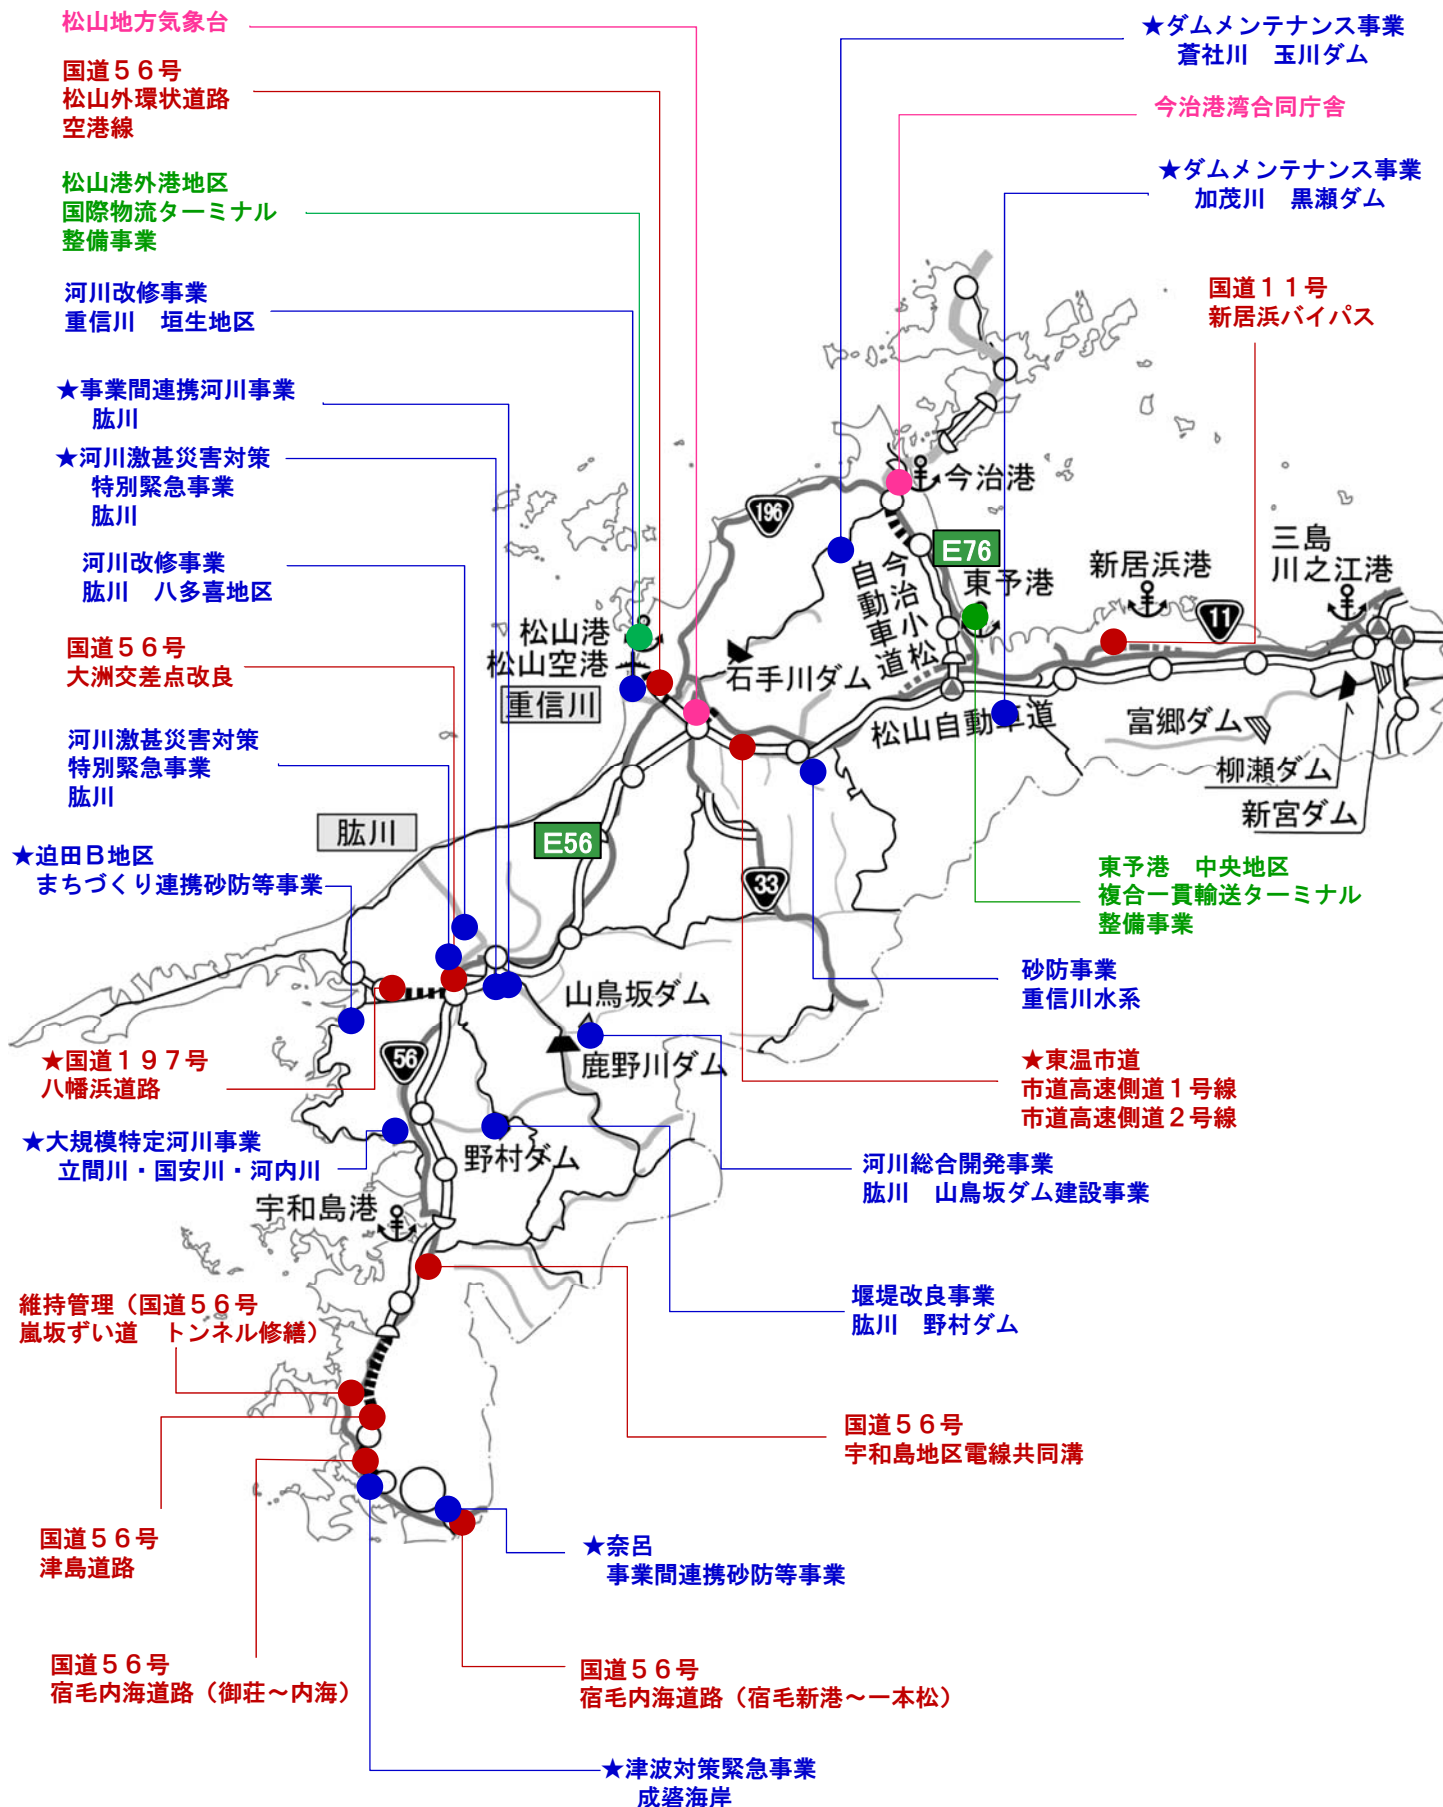 松山地方気象台
国道５６号
松山外環状道路
空港線
松山港外港地区
国際物流ターミナル
整備事業
河川改修事業
重信川　垣生地区
★事業間連携河川事業
肱川
★河川激甚災害対策
特別緊急事業
肱川
河川改修事業
肱川　八多喜地区
国道５６号
大洲交差点改良
河川激甚災害対策
特別緊急事業
肱川
★迫田Ｂ地区
まちづくり連携砂防等事業
★国道１９７号
八幡浜道路
★大規模特定河川事業
立間川・国安川・河内川
維持管理（国道５６号
嵐坂ずい道　トンネル修繕）
国道５６号
津島道路
国道５６号
宿毛内海道路（御荘～内海）
★ダムメンテナンス事業
蒼社川　玉川ダム
今治港湾合同庁舎
★ダムメンテナンス事業
加茂川　黒瀬ダム
国道１１号
新居浜バイパス
今治港
196
E76
今治小松
自動車道
東予港
新居浜港
三島
川之江港
11
松山港
松山空港
重信川
石手川ダム
松山自動車道
富郷ダム
柳瀬ダム
新宮ダム
肱川
E56
33
山鳥坂ダム
鹿野川ダム
56
野村ダム
宇和島港
東予港　中央地区
複合一貫輸送ターミナル
整備事業
砂防事業
重信川水系
★東温市道
市道高速側道１号線
市道高速側道２号線
河川総合開発事業
肱川　山鳥坂ダム建設事業
堰堤改良事業
肱川　野村ダム
国道５６号
宇和島地区電線共同溝
★奈呂
事業間連携砂防等事業
国道５６号
宿毛内海道路（宿毛新港～一本松）
★津波対策緊急事業
成婆海岸